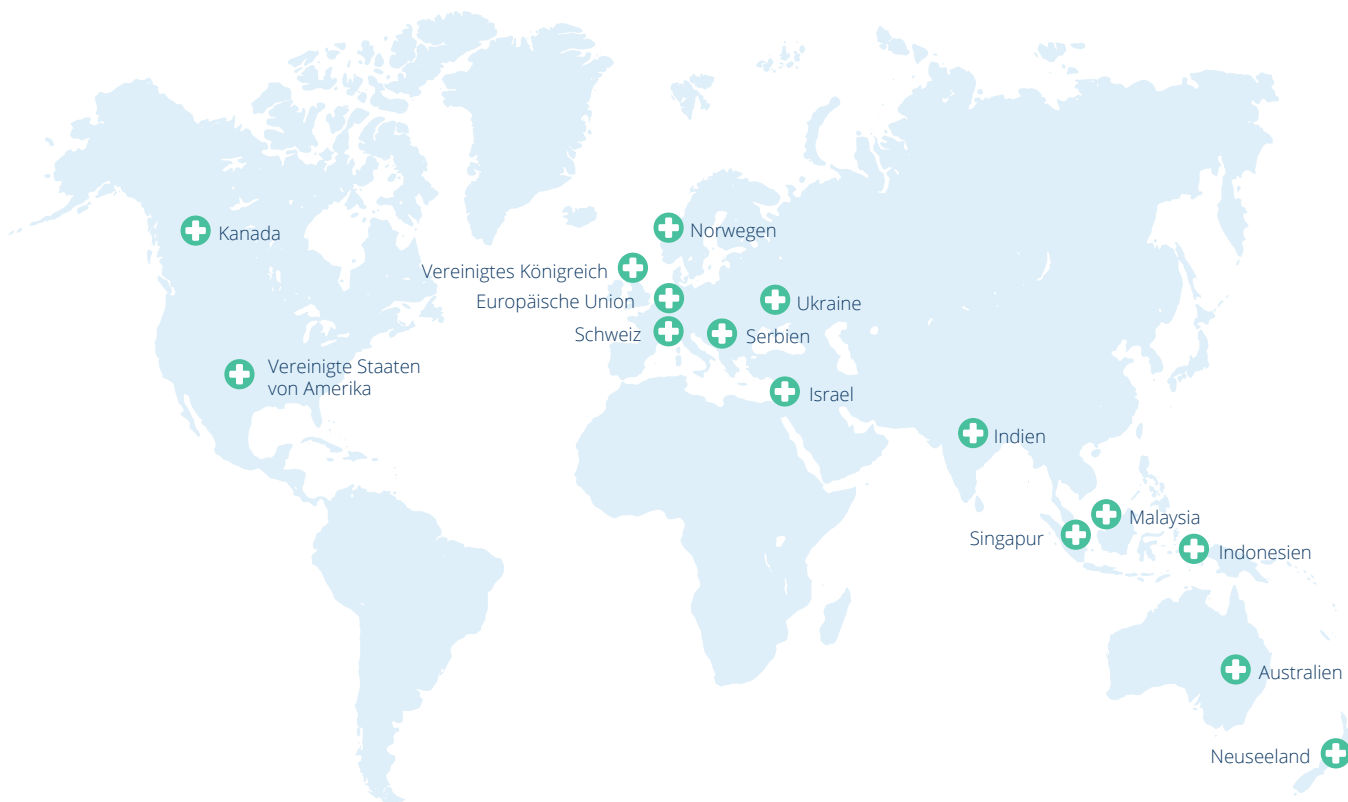 Norwegen
Kanada
Vereinigtes Königreich
Europäische Union
Ukraine
Schweiz
Serbien
Vereinigte Staaten
von Amerika
Israel
Indien
Malaysia
Singapur
Indonesien
Australien
Neuseeland